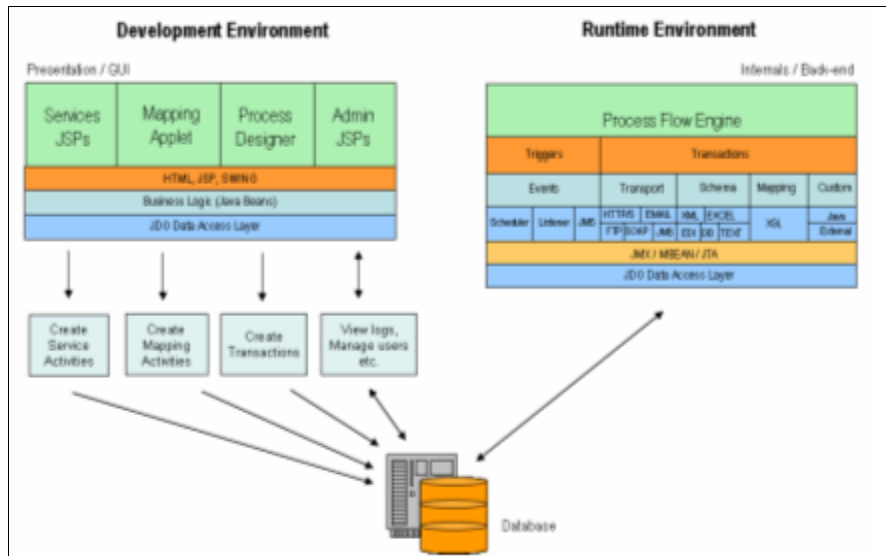 Development Environment
Runtime Environment
Presentation / GUI
Internals / Back-end
Services
JSPs
Mapping
Applet
Process
Designer
Admin
JSPs
HTML, JSP, SWING
Business Logic (Java Beans)
JDO Data Access Layer
Process Flow Engine
Triggers
Transactions
Events
Transport
Schema
Mapping
Custom
Scheduler
Listener
JMS
HTTP/S
EMAIL
XML
EXCEL
FTP
SOAP
JMS
EDI
DB
TEXT
XSL
Java
External
JMX / MBEAN / JTA
JDO Data Access Layer
Create
Service
Activities
Create
Mapping
Activities
Create
Transactions
View logs,
Manage users
etc.
Database